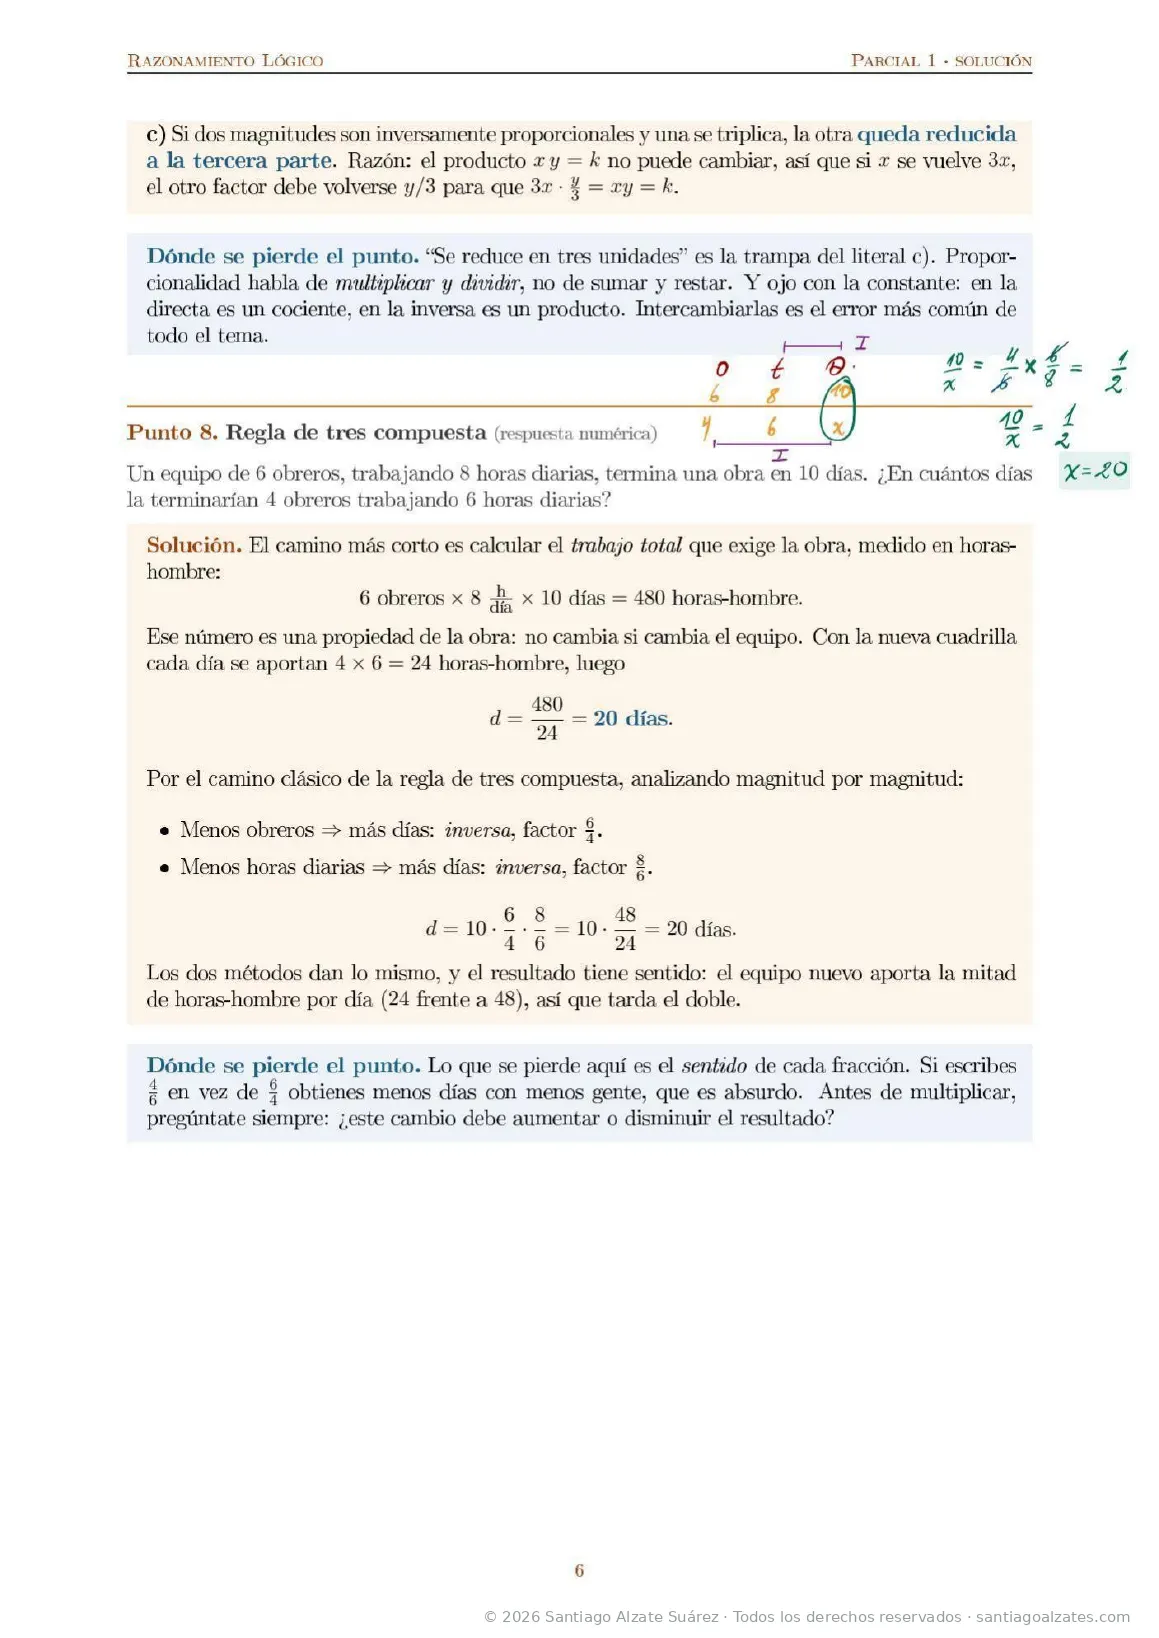 RAZONAMIENTO LÓGICO
PARCIAL 1 · SOLUCIÓN
c) Si dos magnitudes son inversamente proporcionales y una se triplica, la otra queda reducida
a la tercera parte. Razón: el producto x y = k no puede cambiar, así que si x se vuelve 3x,
el otro factor debe volverse y/3 para que 3x · y/3 = xy = k.
Dónde se pierde el punto. “Se reduce en tres unidades” es la trampa del literal c). Propor-
cionalidad habla de multiplicar y dividir, no de sumar y restar. Y ojo con la constante: en la
directa es un cociente, en la inversa es un producto. Intercambiarlas es el error más común de
todo el tema.
I
O t D.
6 8 10
4 6 x
I
10/x = 4/6 × 6/8 = 1/2
10/x = 1/2
x = 20
Punto 8. Regla de tres compuesta (respuesta numérica)
Un equipo de 6 obreros, trabajando 8 horas diarias, termina una obra en 10 días. ¿En cuántos días
la terminarían 4 obreros trabajando 6 horas diarias?
Solución. El camino más corto es calcular el trabajo total que exige la obra, medido en horas-
hombre:
6 obreros × 8 h/día × 10 días = 480 horas-hombre.
Ese número es una propiedad de la obra: no cambia si cambia el equipo. Con la nueva cuadrilla
cada día se aportan 4 × 6 = 24 horas-hombre, luego
d = 480/24 = 20 días.
Por el camino clásico de la regla de tres compuesta, analizando magnitud por magnitud:
• Menos obreros ⇒ más días: inversa, factor 6/4.
• Menos horas diarias ⇒ más días: inversa, factor 8/6.
d = 10 · 6/4 · 8/6 = 10 · 48/24 = 20 días.
Los dos métodos dan lo mismo, y el resultado tiene sentido: el equipo nuevo aporta la mitad
de horas-hombre por día (24 frente a 48), así que tarda el doble.
Dónde se pierde el punto. Lo que se pierde aquí es el sentido de cada fracción. Si escribes
4/6 en vez de 6/4 obtienes menos días con menos gente, que es absurdo. Antes de multiplicar,
pregúntate siempre: ¿este cambio debe aumentar o disminuir el resultado?
6
© 2026 Santiago Alzate Suárez · Todos los derechos reservados · santiagoalzates.com